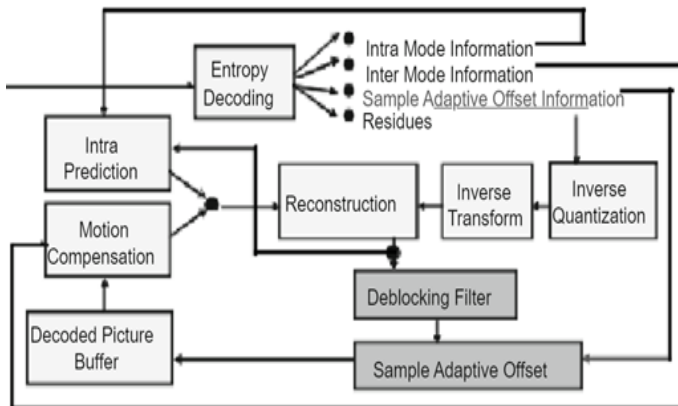 Entropy
Decoding
Intra Mode Information
Inter Mode Information
Sample Adaptive Offset Information
Residues
Intra
Prediction
Reconstruction
Inverse
Transform
Inverse
Quantization
Motion
Compensation
Deblocking Filter
Decoded Picture
Buffer
Sample Adaptive Offset